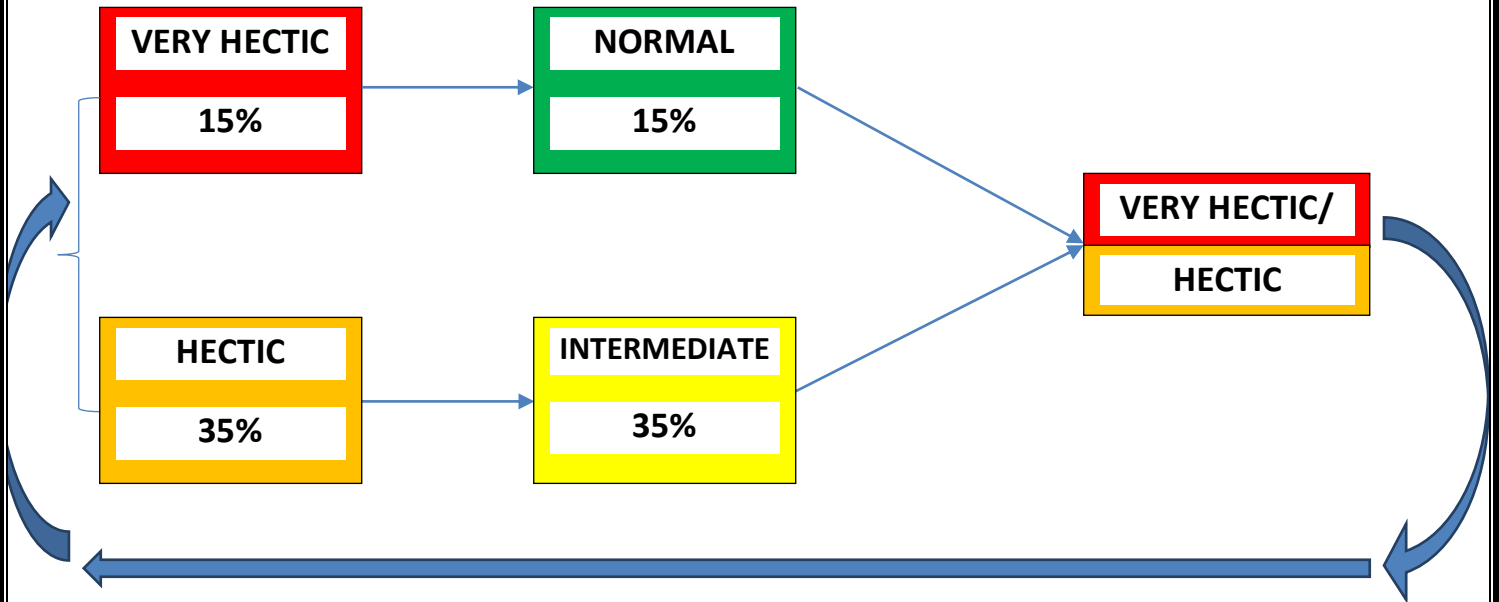 VERY HECTIC
15%
NORMAL
15%
VERY HECTIC/
HECTIC
HECTIC
35%
INTERMEDIATE
35%